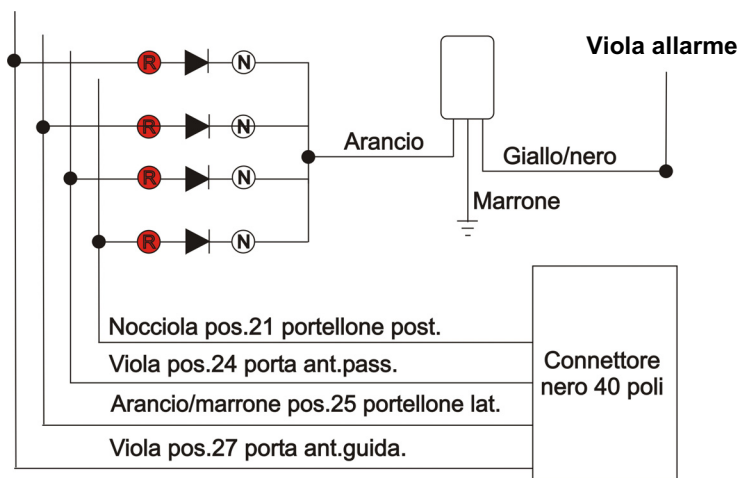 Viola allarme
R N
R N
Arancio
Giallo/nero
R N
Marrone
R N
Nocciola pos.21 portellone post.
Viola pos.24 porta ant.pass.
Arancio/marrone pos.25 portellone lat.
Viola pos.27 porta ant.guida.
Connettore
nero 40 poli